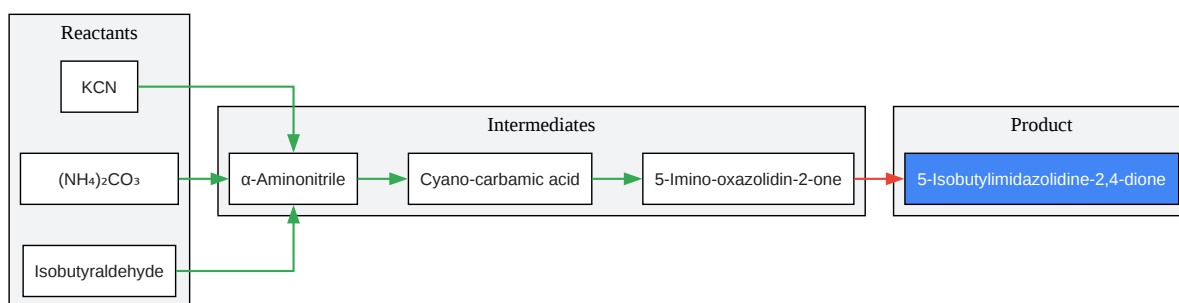 Reactants
KCN
(NH₄)₂CO₃
Isobutyraldehyde
Intermediates
α-Aminonitrile
Cyano-carbamic acid
5-Imino-oxazolidin-2-one
Product
5-Isobutylimidazolidine-2,4-dione